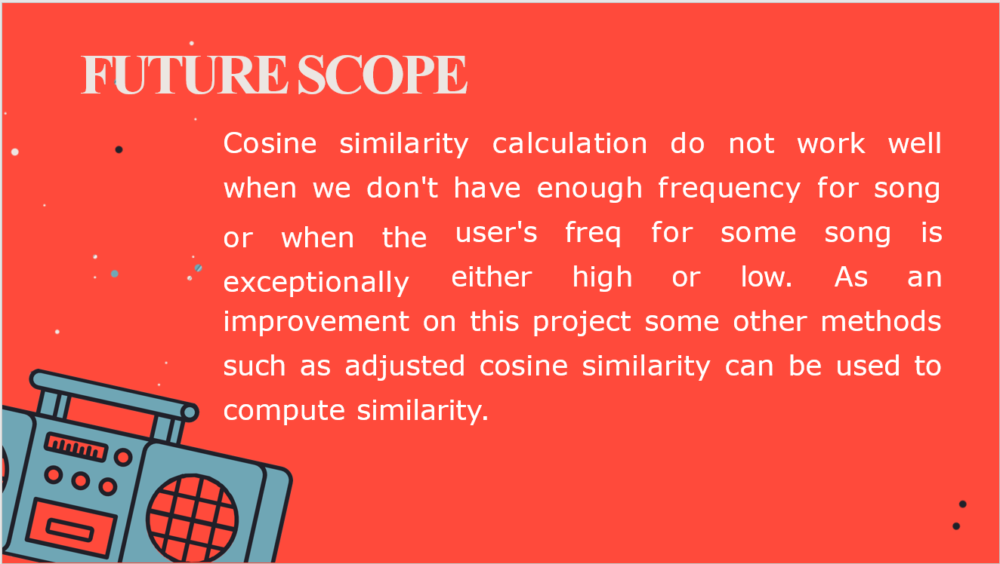 FUTURE SCOPE
Cosine similarity calculation do not work well
when we don't have enough frequency for song
or when the user's freq for some song is
exceptionally either high or low. As an
improvement on this project some other methods
such as adjusted cosine similarity can be used to
compute similarity.